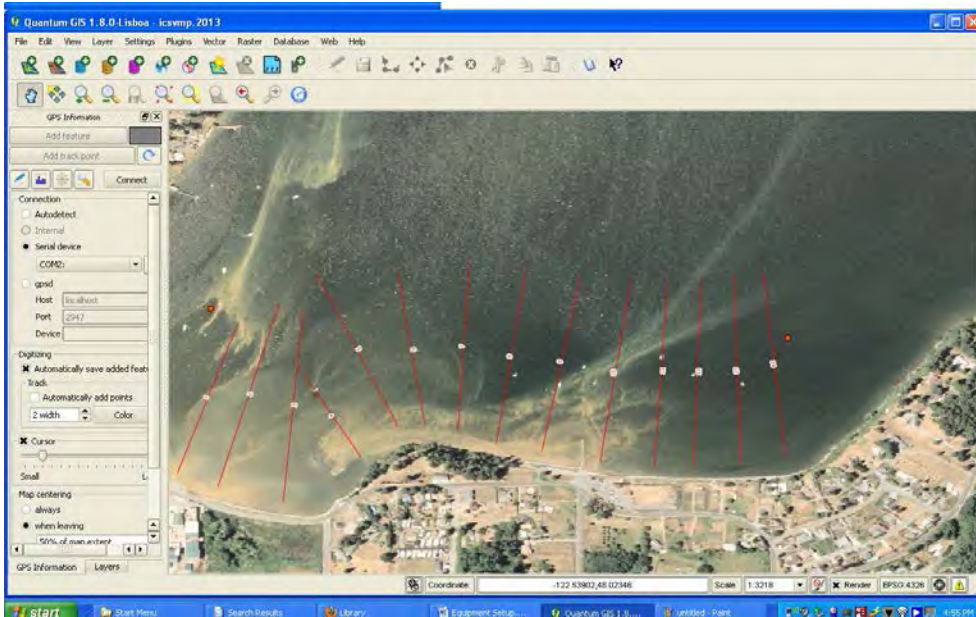 Quantum GIS 1.8.0-Lisboa - icsvmp.2013
File Edit View Layer Settings Plugins Vector Raster Database Web Help
GPS Information
Add feature
Add track point
Connect
Connection
Autodetect
Internal
Serial device
COM2:
gpsd
Host localhost
Port 2947
Device
Digitizing
Automatically save added featu
Track
Automatically add points
2 width Color
Cursor
Small L
Map centering
always
when leaving
50% of map extent
GPS Information Layers
Coordinate -122.53902,48.02346 Scale 1:3218 Render EPSG:4326
start Start Menu Search Results Library Equipment Setup.... Quantum GIS 1.8.... untitled - Paint 4:55 PM